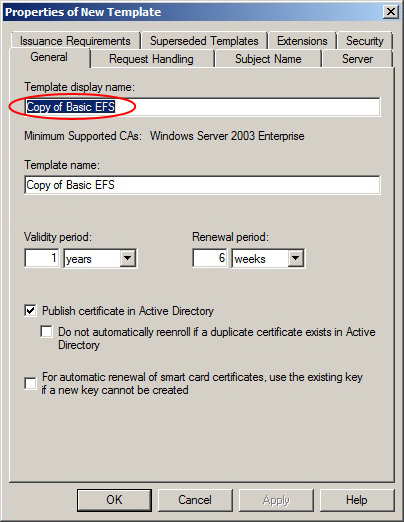 Properties of New Template
Issuance Requirements Superseded Templates Extensions Security
General Request Handling Subject Name Server
Template display name:
Copy of Basic EFS
Minimum Supported CAs: Windows Server 2003 Enterprise
Template name:
Copy of Basic EFS
Validity period: Renewal period:
1 years 6 weeks
Publish certificate in Active Directory
Do not automatically reenroll if a duplicate certificate exists in Active
Directory
For automatic renewal of smart card certificates, use the existing key
if a new key cannot be created
OK Cancel Apply Help